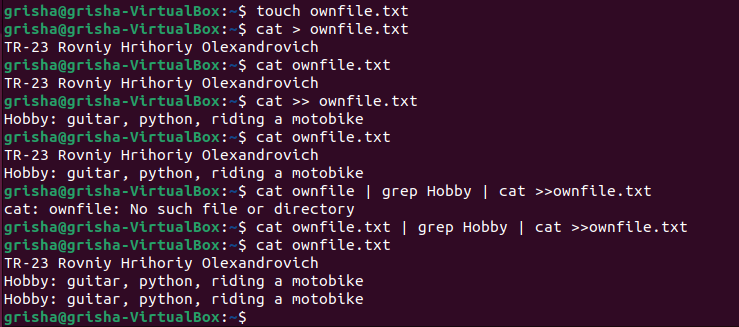 grisha@grisha-VirtualBox:~$ touch ownfile.txt
grisha@grisha-VirtualBox:~$ cat > ownfile.txt
TR-23 Rovniy Hrihoriy Olexandrovich
grisha@grisha-VirtualBox:~$ cat ownfile.txt
TR-23 Rovniy Hrihoriy Olexandrovich
grisha@grisha-VirtualBox:~$ cat >> ownfile.txt
Hobby: guitar, python, riding a motobike
grisha@grisha-VirtualBox:~$ cat ownfile.txt
TR-23 Rovniy Hrihoriy Olexandrovich
Hobby: guitar, python, riding a motobike
grisha@grisha-VirtualBox:~$ cat ownfile | grep Hobby | cat >>ownfile.txt
cat: ownfile: No such file or directory
grisha@grisha-VirtualBox:~$ cat ownfile.txt | grep Hobby | cat >>ownfile.txt
grisha@grisha-VirtualBox:~$ cat ownfile.txt
TR-23 Rovniy Hrihoriy Olexandrovich
Hobby: guitar, python, riding a motobike
Hobby: guitar, python, riding a motobike
grisha@grisha-VirtualBox:~$